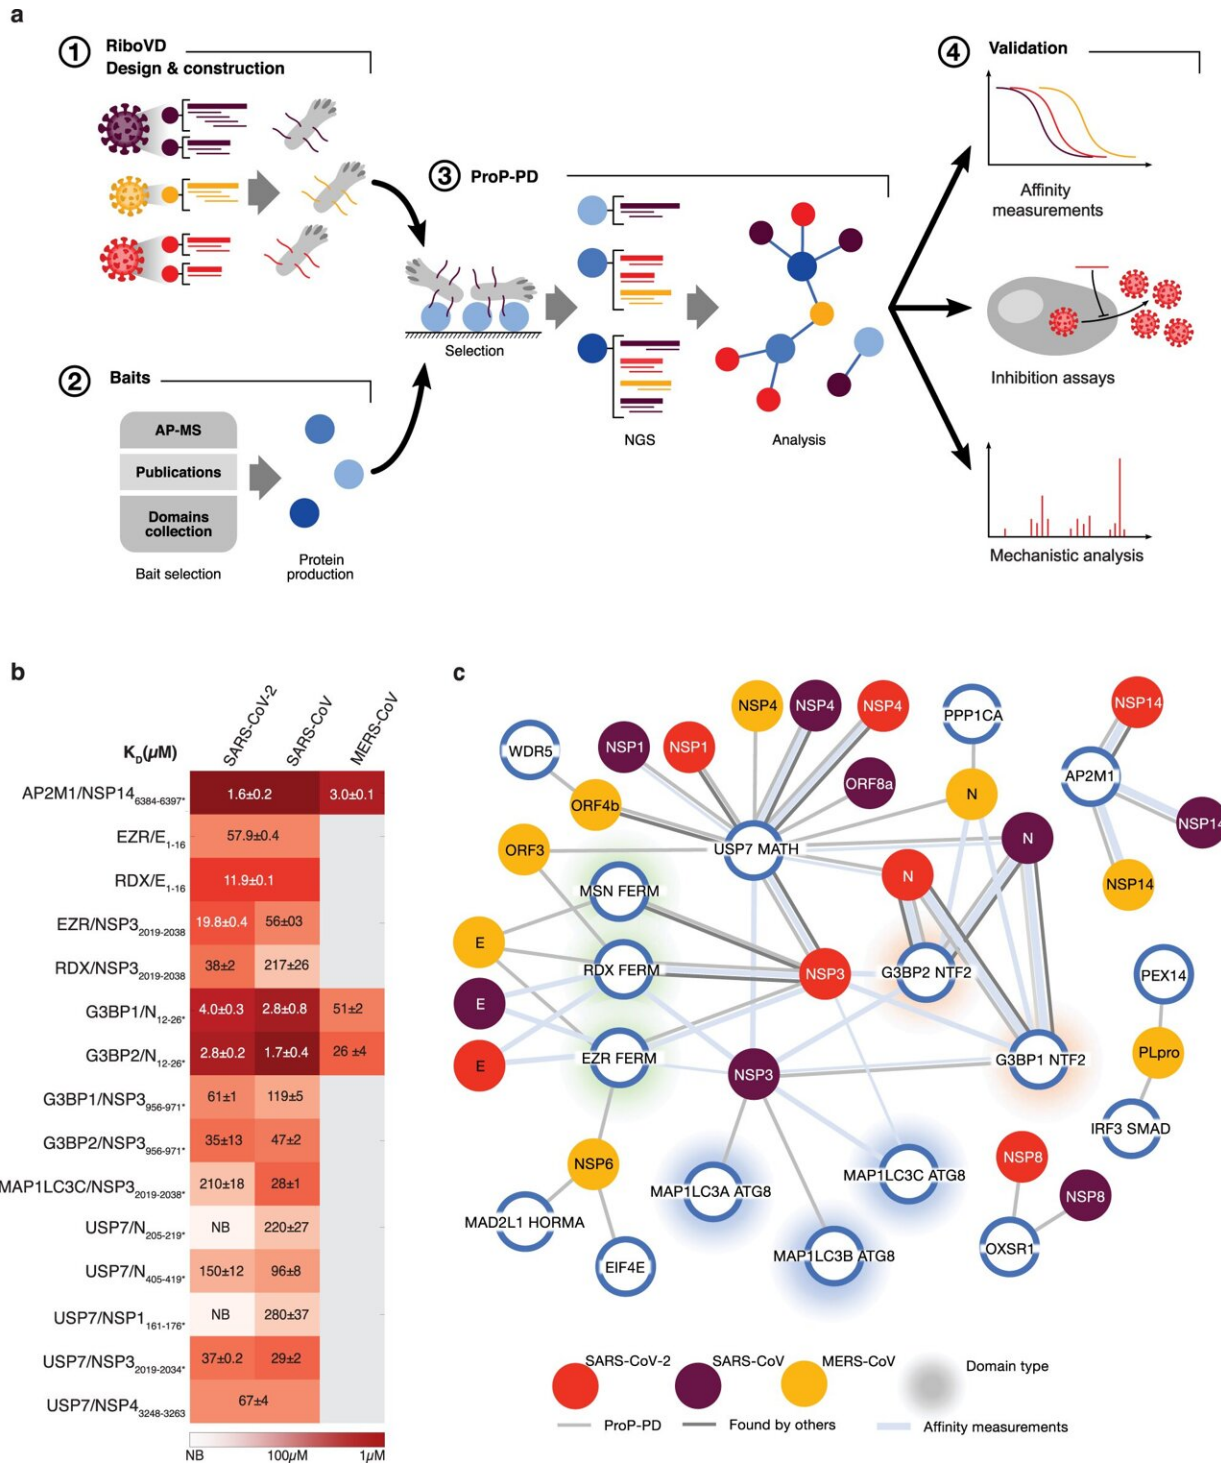 a
1 RiboVD
Design & construction
2 Baits
AP-MS
Publications
Domains
collection
Bait selection
Protein
production
3 ProP-PD
Selection
NGS
Analysis
4 Validation
Affinity
measurements
Inhibition assays
Mechanistic analysis
b
K_D(μM)
SARS-CoV-2
SARS-CoV
MERS-CoV
AP2M1/NSP14 6384-6397* 1.6±0.2 3.0±0.1
EZR/E 1-16 57.9±0.4
RDX/E 1-16 11.9±0.1
EZR/NSP3 2019-2038 19.8±0.4 56±03
RDX/NSP3 2019-2038 38±2 217±26
G3BP1/N 12-26* 4.0±0.3 2.8±0.8 51±2
G3BP2/N 12-26* 2.8±0.2 1.7±0.4 26 ±4
G3BP1/NSP3 956-971* 61±1 119±5
G3BP2/NSP3 956-971* 35±13 47±2
MAP1LC3C/NSP3 2019-2038* 210±18 28±1
USP7/N 205-219* NB 220±27
USP7/N 405-419* 150±12 96±8
USP7/NSP1 161-176* NB 280±37
USP7/NSP3 2019-2034* 37±0.2 29±2
USP7/NSP4 3248-3263 67±4
NB 100μM 1μM
c
NSP4
NSP4
NSP4
PPP1CA
NSP14
WDR5
NSP1
NSP1
AP2M1
ORF4b
ORF8a
N
NSP14
ORF3
USP7 MATH
N
MSN FERM
N
NSP14
E
RDX FERM
NSP3
G3BP2 NTF2
PEX14
E
EZR FERM
NSP3
G3BP1 NTF2
PLpro
E
IRF3 SMAD
NSP6
MAP1LC3A ATG8
MAP1LC3C ATG8
NSP8
NSP8
MAD2L1 HORMA
EIF4E
MAP1LC3B ATG8
OXSR1
SARS-CoV-2
SARS-CoV
MERS-CoV
Domain type
ProP-PD
Found by others
Affinity measurements